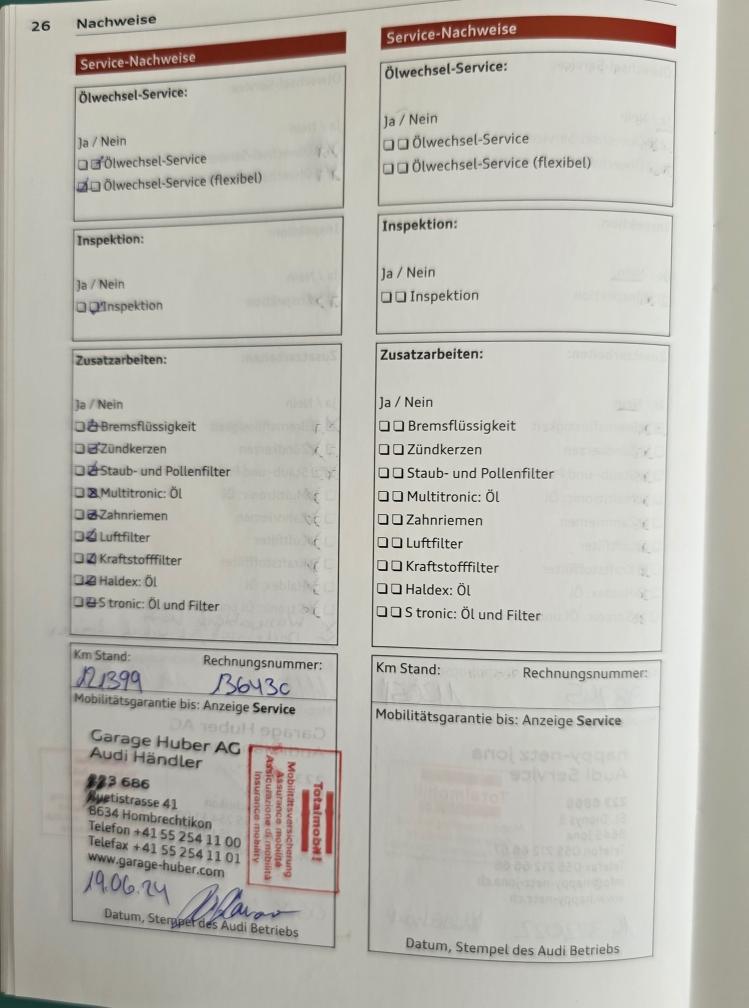 26 Nachweise
Service-Nachweise
Ölwechsel-Service:
Ja / Nein
Ölwechsel-Service
Ölwechsel-Service (flexibel)
Inspektion:
Ja / Nein
Inspektion
Zusatzarbeiten:
Ja / Nein
Bremsflüssigkeit
Zündkerzen
Staub- und Pollenfilter
Multitronic: Öl
Zahnriemen
Luftfilter
Kraftstofffilter
Haldex: Öl
S tronic: Öl und Filter
Km Stand: Rechnungsnummer:
121399 13643c
Mobilitätsgarantie bis: Anzeige Service
Garage Huber AG
Audi Händler
686
8634 Hombrechtikon
Telefon +41 55 254 11 00
Telefax +41 55 254 11 01
www.garage-huber.com
Totalmobil!
Mobilitätsversicherung
Assurance mobilité
Assicurazione di mobilità
Insurance mobility
19.06.24
Datum, Stempel des Audi Betriebs
Service-Nachweise
Ölwechsel-Service:
Ja / Nein
Ölwechsel-Service
Ölwechsel-Service (flexibel)
Inspektion:
Ja / Nein
Inspektion
Zusatzarbeiten:
Ja / Nein
Bremsflüssigkeit
Zündkerzen
Staub- und Pollenfilter
Multitronic: Öl
Zahnriemen
Luftfilter
Kraftstofffilter
Haldex: Öl
S tronic: Öl und Filter
Km Stand: Rechnungsnummer:
Mobilitätsgarantie bis: Anzeige Service
Datum, Stempel des Audi Betriebs